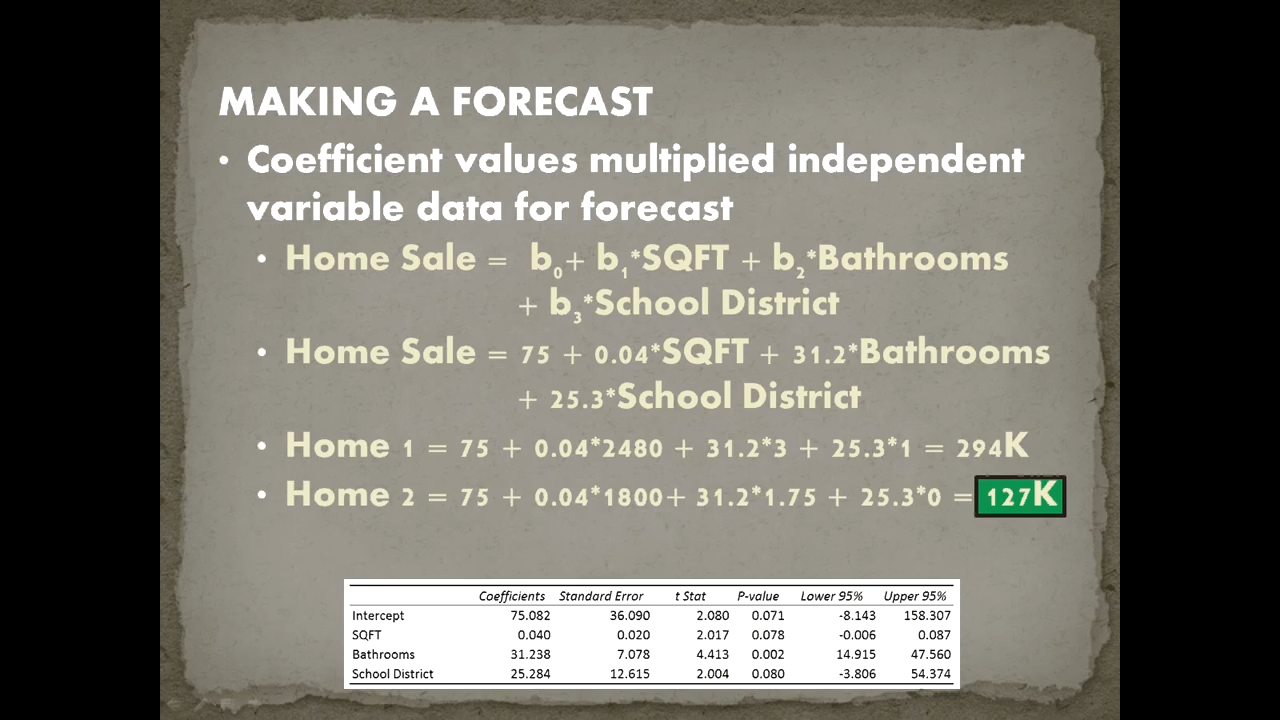 MAKING A FORECAST
• Coefficient values multiplied independent
variable data for forecast
• Home Sale = b₀+ b₁*SQFT + b₂*Bathrooms
+ b₃*School District
• Home Sale = 75 + 0.04*SQFT + 31.2*Bathrooms
+ 25.3*School District
• Home 1 = 75 + 0.04*2480 + 31.2*3 + 25.3*1 = 294K
• Home 2 = 75 + 0.04*1800+ 31.2*1.75 + 25.3*0 = 127K
Coefficients Standard Error t Stat P-value Lower 95% Upper 95%
Intercept 75.082 36.090 2.080 0.071 -8.143 158.307
SQFT 0.040 0.020 2.017 0.078 -0.006 0.087
Bathrooms 31.238 7.078 4.413 0.002 14.915 47.560
School District 25.284 12.615 2.004 0.080 -3.806 54.374